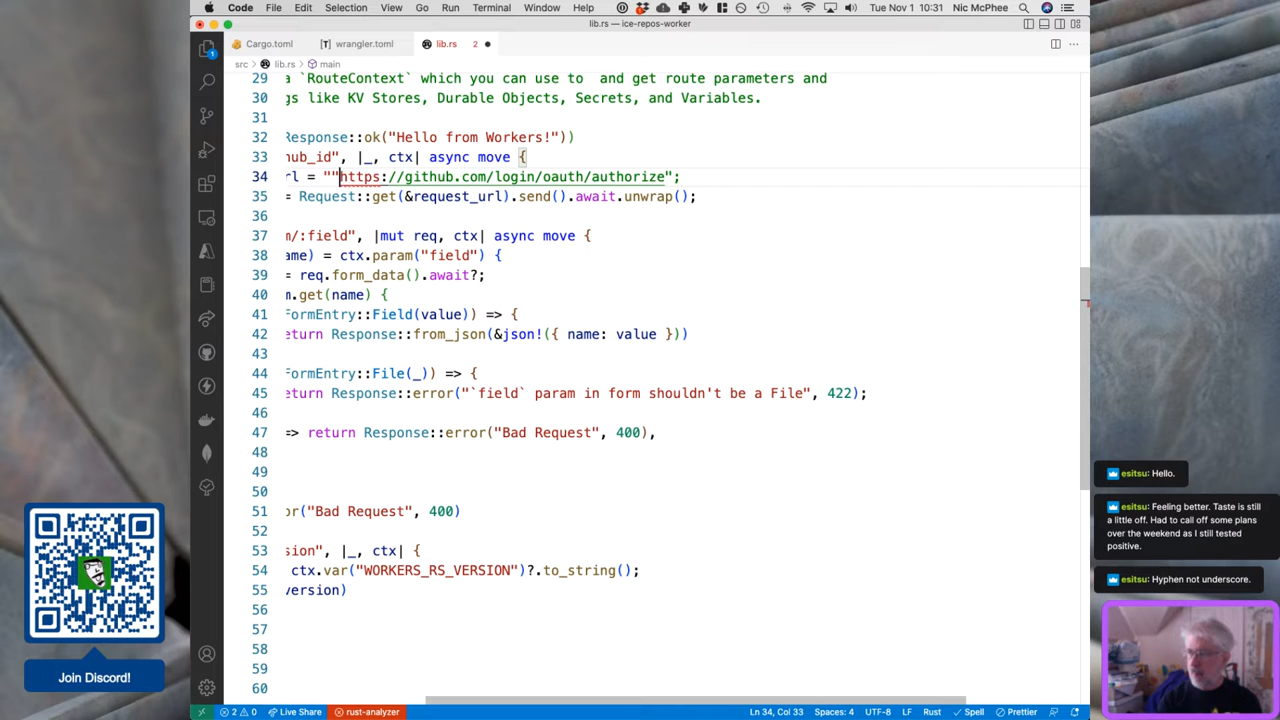 Code File Edit Selection View Go Run Terminal Window Help Tue Nov 1 10:31 Nic McPhee
lib.rs — ice-repos-worker
Cargo.toml wrangler.toml lib.rs 2
src > lib.rs > main
29 a `RouteContext` which you can use to  and get route parameters and
30 gs like KV Stores, Durable Objects, Secrets, and Variables.
31
32 Response::ok("Hello from Workers!"))
33 hub_id", |_, ctx| async move {
34 rl = ""https://github.com/login/oauth/authorize";
35 = Request::get(&request_url).send().await.unwrap();
36
37 m/:field", |mut req, ctx| async move {
38 ame) = ctx.param("field") {
39 = req.form_data().await?;
40 m.get(name) {
41 FormEntry::Field(value)) => {
42 eturn Response::from_json(&json!({ name: value }))
43
44 FormEntry::File(_)) => {
45 eturn Response::error("`field` param in form shouldn't be a File", 422);
46
47 => return Response::error("Bad Request", 400),
48
49
50
51 or("Bad Request", 400)
52
53 sion", |_, ctx| {
54 ctx.var("WORKERS_RS_VERSION")?.to_string();
55 version)
56
57
58
59
60
2 0 Live Share rust-analyzer Ln 34, Col 33 Spaces: 4 UTF-8 LF Rust Spell Prettier
Join Discord!
esitsu: Hello.
esitsu: Feeling better. Taste is still
a little off. Had to call off some plans
over the weekend as I still tested
positive.
esitsu: Hyphen not underscore.